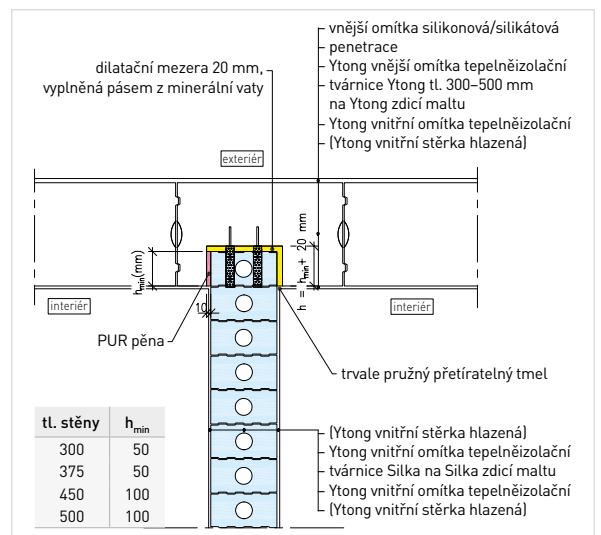 vnější omítka silikonová/silikátová
penetrace
Ytong vnější omítka tepelněizolační
tvárnice Ytong tl. 300–500 mm
na Ytong zdicí maltu
Ytong vnitřní omítka tepelněizolační
(Ytong vnitřní stěrka hlazená)
dilatační mezera 20 mm,
vyplněná pásem z minerální vaty
exteriér
h min (mm)
h = h min + 20 mm
interiér
interiér
10
PUR pěna
trvale pružný přetíratelný tmel
tl. stěny h min
300 50
375 50
450 100
500 100
(Ytong vnitřní stěrka hlazená)
Ytong vnitřní omítka tepelněizolační
tvárnice Silka na Silka zdicí maltu
Ytong vnitřní omítka tepelněizolační
(Ytong vnitřní stěrka hlazená)